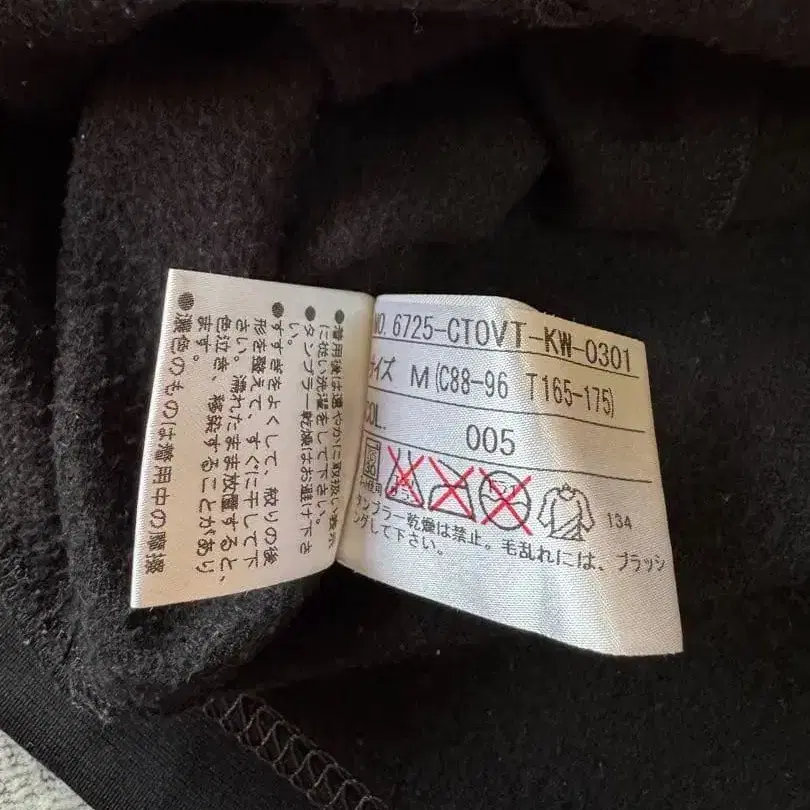 ●着用後は速やかに取扱い表示
に従い洗濯をして下さい。
●タンブラー乾燥はお避け下さ
い。
●すすぎをよくして、絞りの後
形を整えて、すぐに干して下
さい。濡れたまま放置すると、
色泣き、移染することがあり
ます。
●濃色のものは着用中の摩擦
NO. 6725-CTOVT-KW-0301
サイズ M(C88-96 T165-175)
COL. 005
134
タンブラー乾燥は禁止。毛乱れには、ブラッシ
ングして下さい。